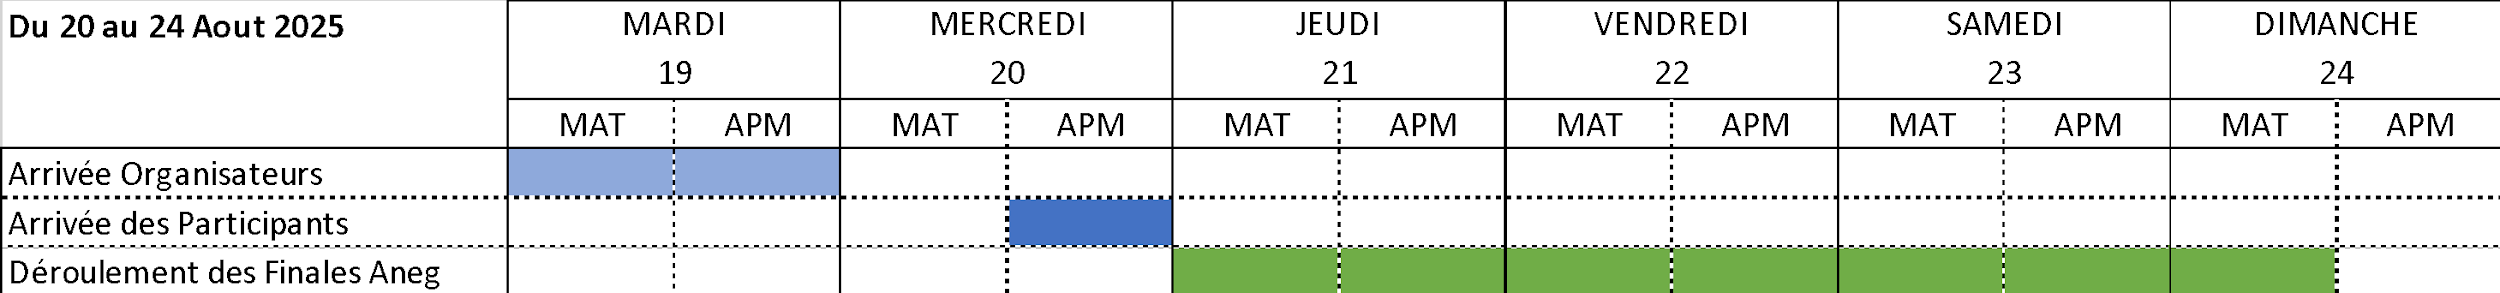 Du 20 au 24 Aout 2025 MARDI MERCREDI JEUDI VENDREDI SAMEDI DIMANCHE
19 20 21 22 23 24
MAT APM MAT APM MAT APM MAT APM MAT APM MAT APM
Arrivée Organisateurs
Arrivée des Participants
Déroulement des Finales Aneg